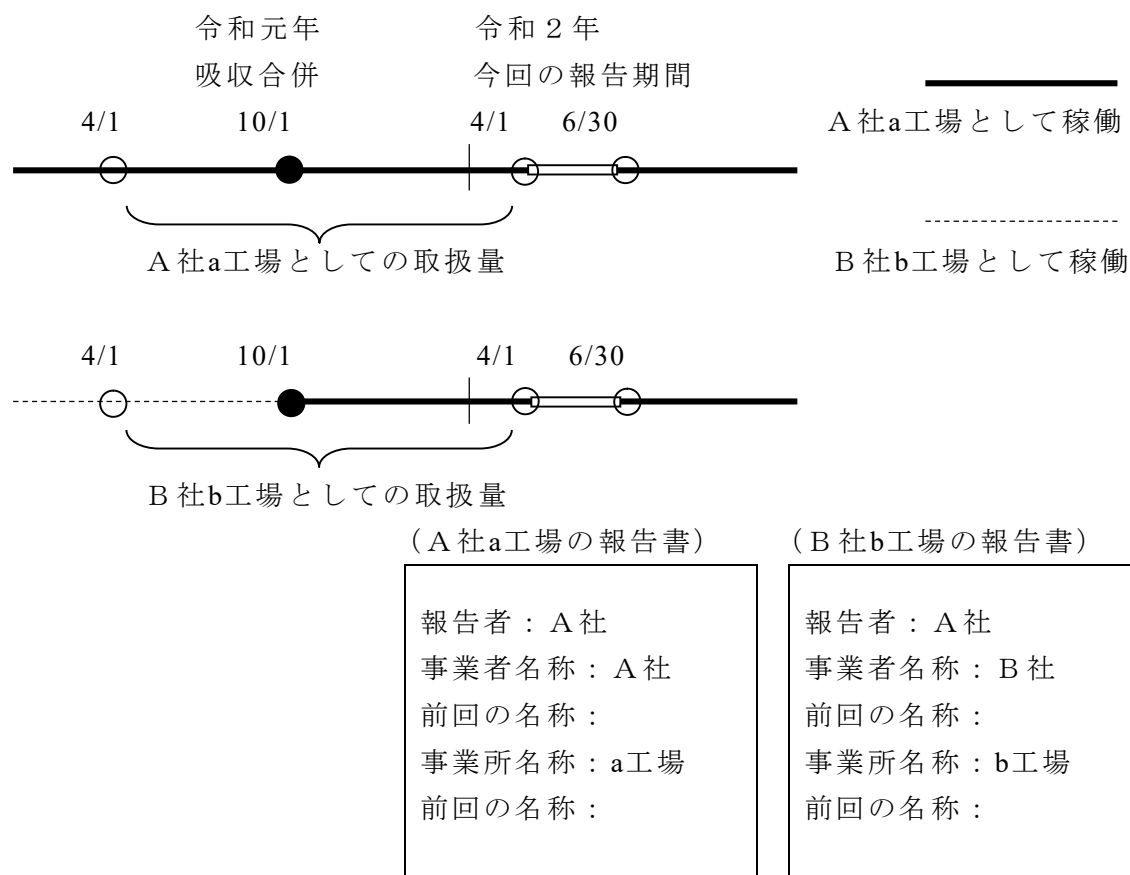 令和元年 令和２年
吸収合併 今回の報告期間
4/1 10/1 4/1 6/30
Ａ社a工場として稼働
Ａ社a工場としての取扱量
Ｂ社b工場として稼働
4/1 10/1 4/1 6/30
Ｂ社b工場としての取扱量
（Ａ社a工場の報告書）
報告者：Ａ社
事業者名称：Ａ社
前回の名称：
事業所名称：a工場
前回の名称：
（Ｂ社b工場の報告書）
報告者：Ａ社
事業者名称：Ｂ社
前回の名称：
事業所名称：b工場
前回の名称：